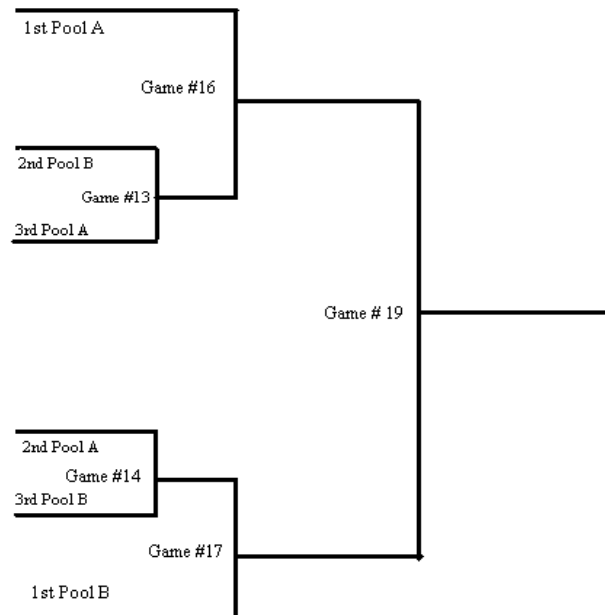 1st Pool A
Game #16
2nd Pool B
Game #13
3rd Pool A
Game # 19
2nd Pool A
Game #14
3rd Pool B
Game #17
1st Pool B